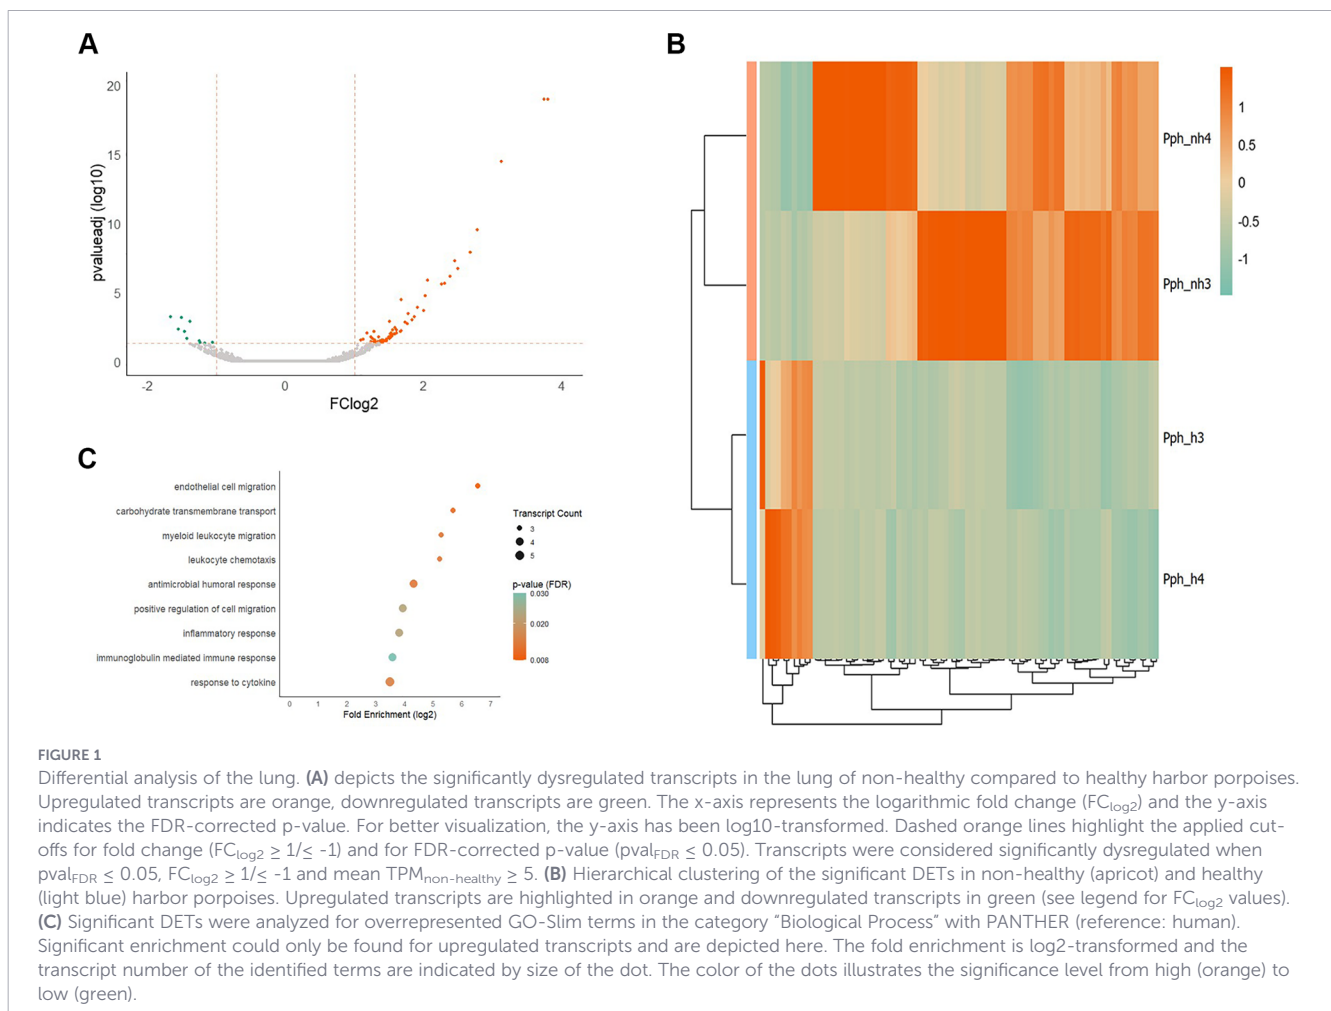 A
20
15
10
5
0
pvalueadj (log10)
-2
0
2
4
FClog2
B
Pph_nh4
Pph_nh3
Pph_h3
Pph_h4
1
0.5
0
-0.5
-1
C
endothelial cell migration
carbohydrate transmembrane transport
myeloid leukocyte migration
leukocyte chemotaxis
antimicrobial humoral response
positive regulation of cell migration
inflammatory response
immunoglobulin mediated immune response
response to cytokine
0 1 2 3 4 5 6 7
Fold Enrichment (log2)
Transcript Count
3
4
5
p-value (FDR)
0.030
0.020
0.008
FIGURE 1
Differential analysis of the lung. (A) depicts the significantly dysregulated transcripts in the lung of non-healthy compared to healthy harbor porpoises.
Upregulated transcripts are orange, downregulated transcripts are green. The x-axis represents the logarithmic fold change (FClog2) and the y-axis
indicates the FDR-corrected p-value. For better visualization, the y-axis has been log10-transformed. Dashed orange lines highlight the applied cut-
offs for fold change (FClog2 ≥ 1/≤ -1) and for FDR-corrected p-value (pvalFDR ≤ 0.05). Transcripts were considered significantly dysregulated when
pvalFDR ≤ 0.05, FClog2 ≥ 1/≤ -1 and mean TPMnon-healthy ≥ 5. (B) Hierarchical clustering of the significant DETs in non-healthy (apricot) and healthy
(light blue) harbor porpoises. Upregulated transcripts are highlighted in orange and downregulated transcripts in green (see legend for FClog2 values).
(C) Significant DETs were analyzed for overrepresented GO-Slim terms in the category “Biological Process” with PANTHER (reference: human).
Significant enrichment could only be found for upregulated transcripts and are depicted here. The fold enrichment is log2-transformed and the
transcript number of the identified terms are indicated by size of the dot. The color of the dots illustrates the significance level from high (orange) to
low (green).